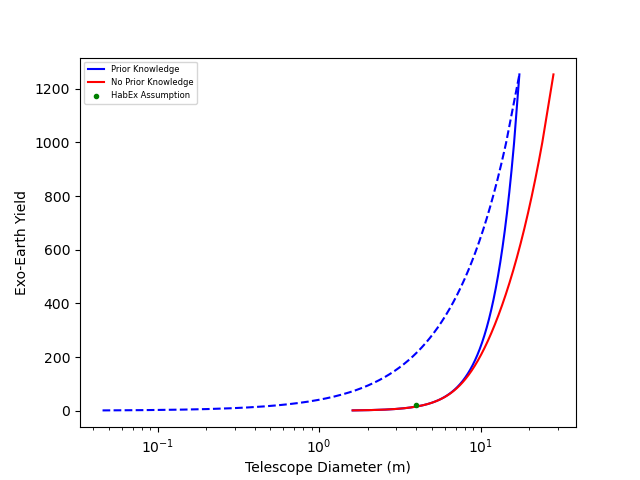 Prior Knowledge
No Prior Knowledge
HabEx Assumption
Exo-Earth Yield
1200
1000
800
600
400
200
0
10⁻¹
10⁰
10¹
Telescope Diameter (m)